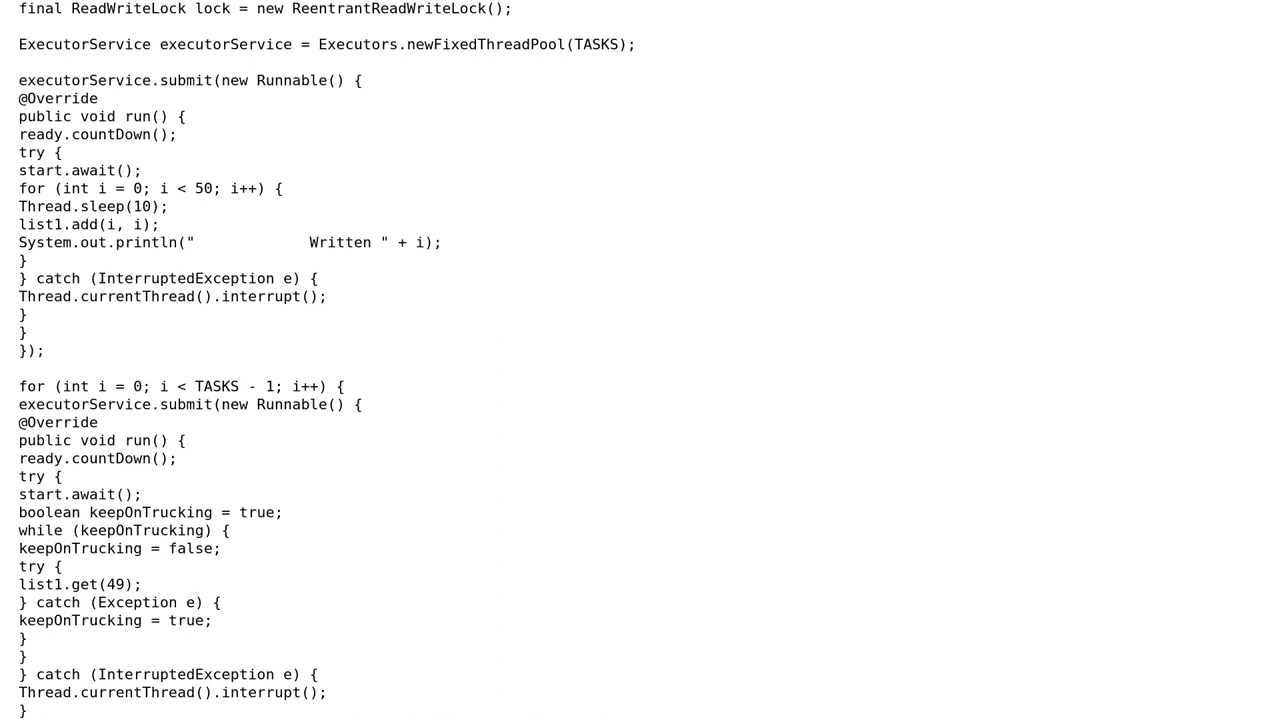 final ReadWriteLock lock = new ReentrantReadWriteLock();

ExecutorService executorService = Executors.newFixedThreadPool(TASKS);

executorService.submit(new Runnable() {
@Override
public void run() {
ready.countDown();
try {
start.await();
for (int i = 0; i < 50; i++) {
Thread.sleep(10);
list1.add(i, i);
System.out.println("             Written " + i);
}
} catch (InterruptedException e) {
Thread.currentThread().interrupt();
}
}
});

for (int i = 0; i < TASKS - 1; i++) {
executorService.submit(new Runnable() {
@Override
public void run() {
ready.countDown();
try {
start.await();
boolean keepOnTrucking = true;
while (keepOnTrucking) {
keepOnTrucking = false;
try {
list1.get(49);
} catch (Exception e) {
keepOnTrucking = true;
}
}
} catch (InterruptedException e) {
Thread.currentThread().interrupt();
}